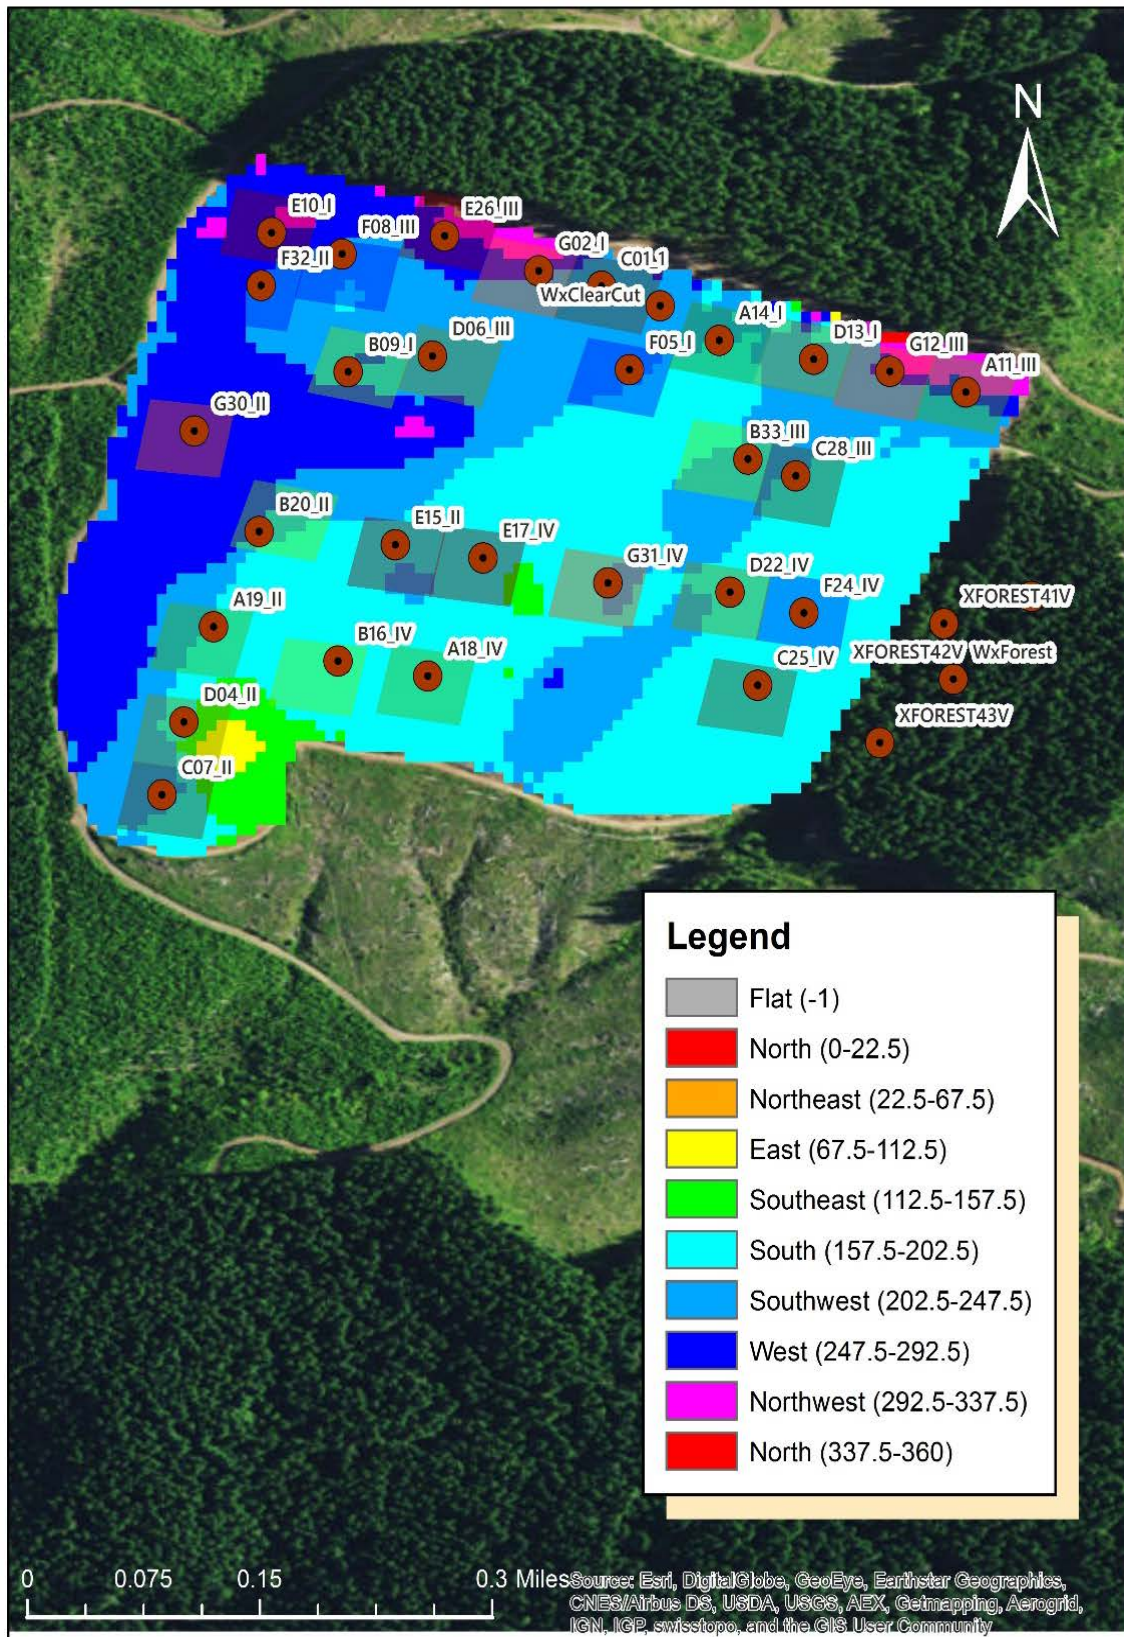 N
E10_I
E26_III
F08_III
G02_I
F32_II
C01_1
WxClearCut
A14_I
D13_I
D06_III
F05_I
B09_I
G12_III
A11_III
G30_II
B33_III
C28_III
B20_II
E15_II
E17_IV
G31_IV
D22_IV
F24_IV
XFOREST41V
A19_II
B16_IV
A18_IV
C25_IV
XFOREST42V WxForest
D04_II
XFOREST43V
C07_II
Legend
Flat (-1)
North (0-22.5)
Northeast (22.5-67.5)
East (67.5-112.5)
Southeast (112.5-157.5)
South (157.5-202.5)
Southwest (202.5-247.5)
West (247.5-292.5)
Northwest (292.5-337.5)
North (337.5-360)
0 0.075 0.15 0.3 Miles
Source: Esri, DigitalGlobe, GeoEye, Earthstar Geographics,
CNES/Airbus DS, USDA, USGS, AEX, Getmapping, Aerogrid,
IGN, IGP, swisstopo, and the GIS User Community